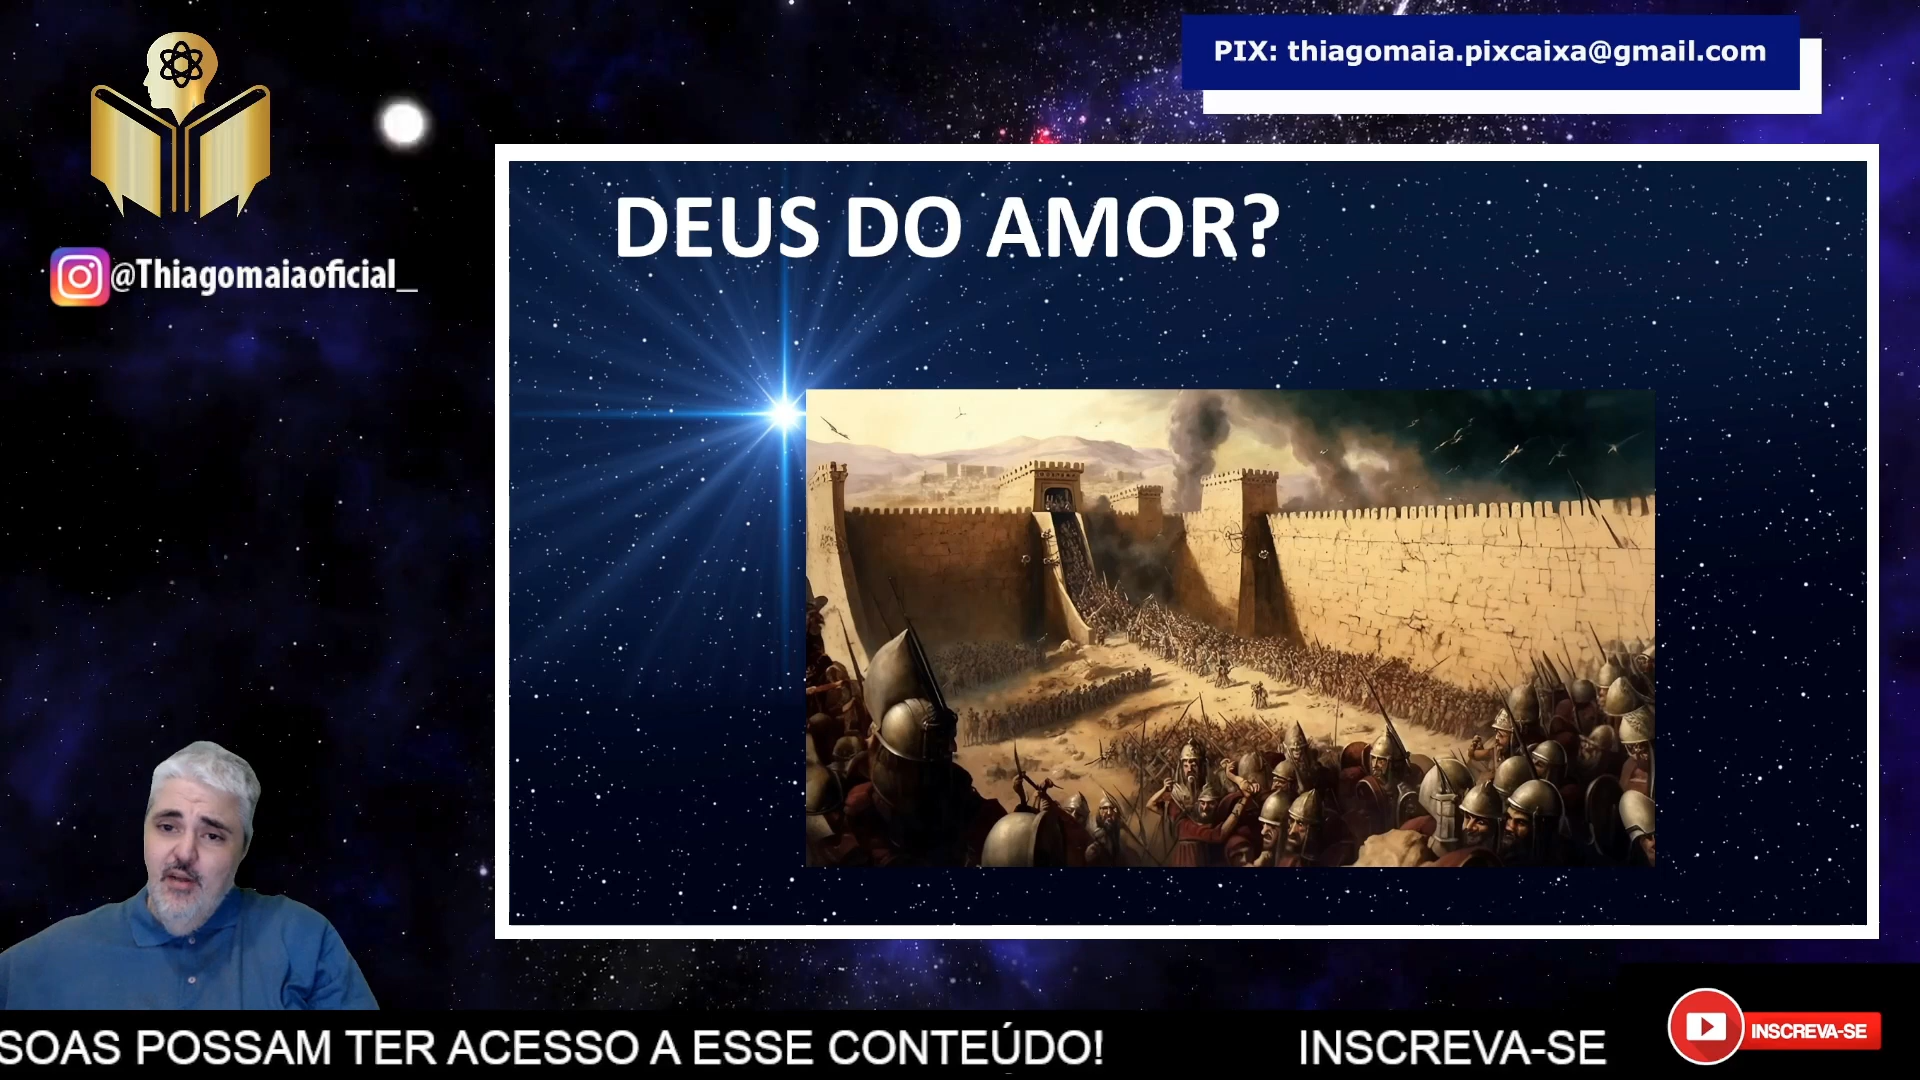 PIX: thiagomaia.pixcaixa@gmail.com
@Thiagomaiaoficial_
DEUS DO AMOR?
SOAS POSSAM TER ACESSO A ESSE CONTEÚDO! INSCREVA-SE
INSCREVA-SE